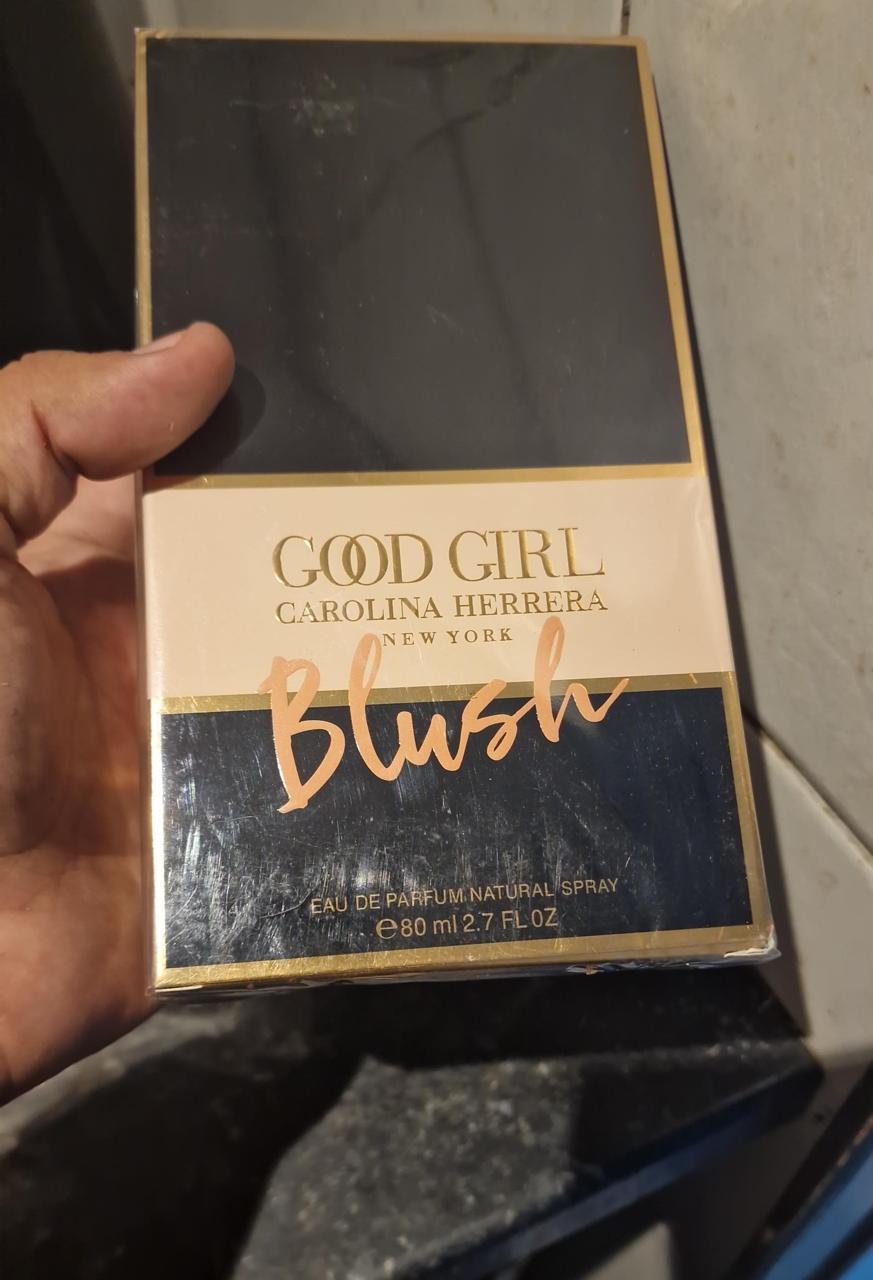 GOOD GIRL
CAROLINA HERRERA
NEW YORK
Blush
EAU DE PARFUM NATURAL SPRAY
℮80 ml 2.7 FL OZ